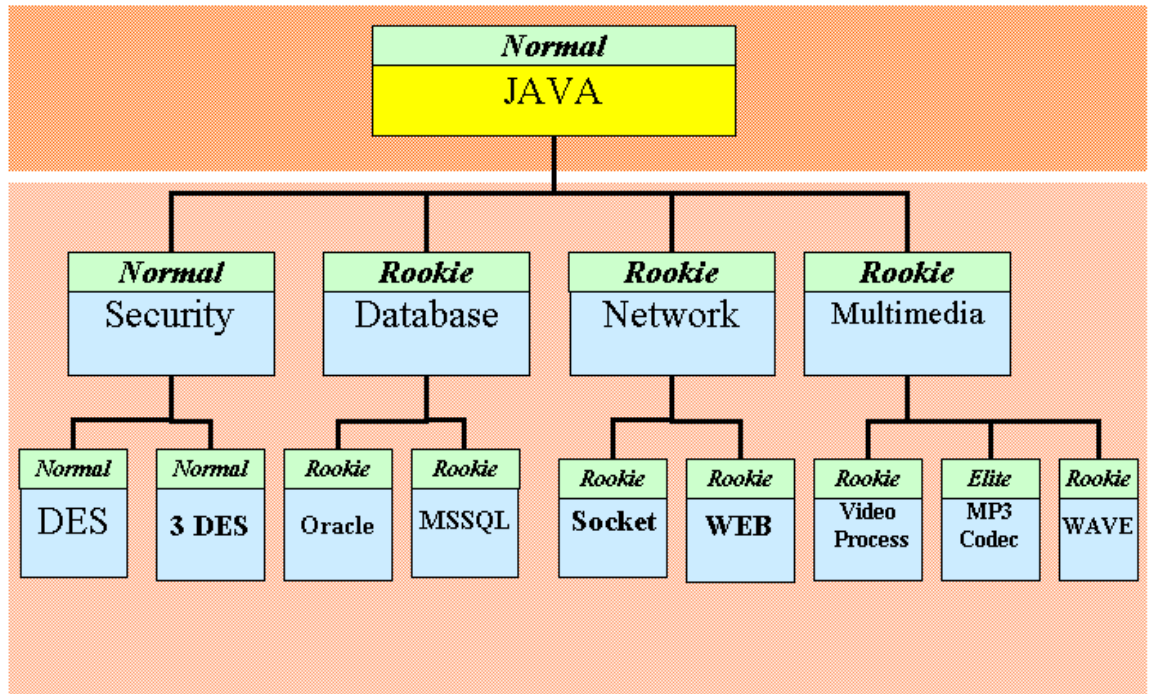 Normal
JAVA
Normal
Security
Rookie
Database
Rookie
Network
Rookie
Multimedia
Normal
DES
Normal
3 DES
Rookie
Oracle
Rookie
MSSQL
Rookie
Socket
Rookie
WEB
Rookie
Video
Process
Elite
MP3
Codec
Rookie
WAVE